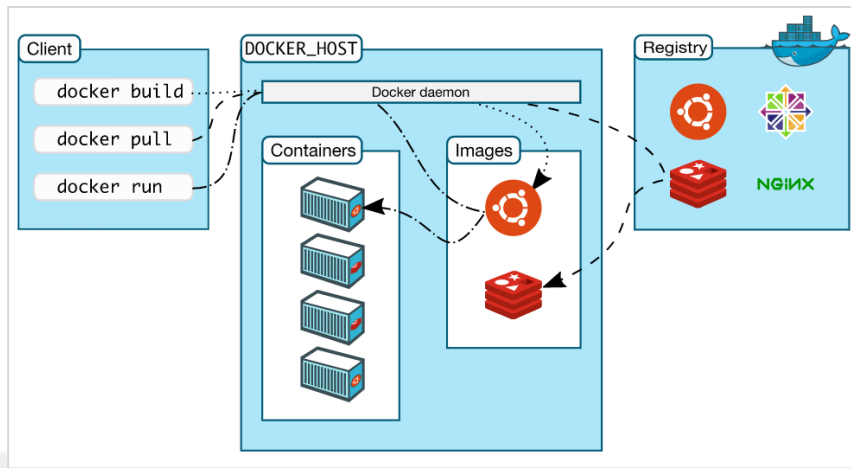 Client
docker build
docker pull
docker run
DOCKER_HOST
Docker daemon
Containers
Images
Registry
NGINX